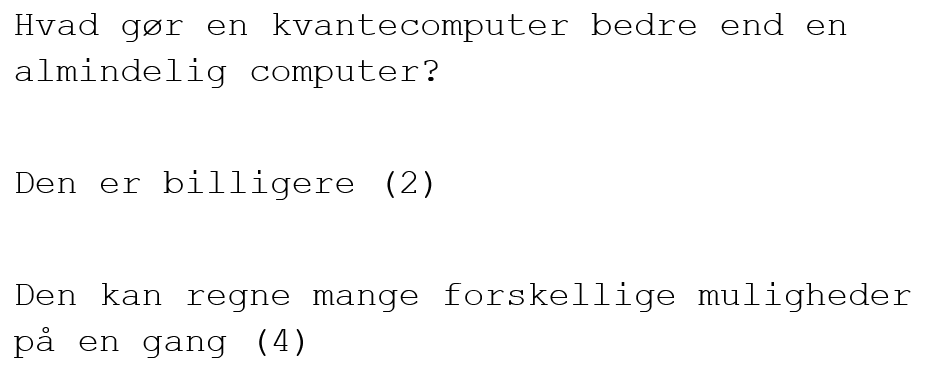 Hvad gør en kvantecomputer bedre end en
almindelig computer?
Den er billigere (2)
Den kan regne mange forskellige muligheder
på en gang (4)